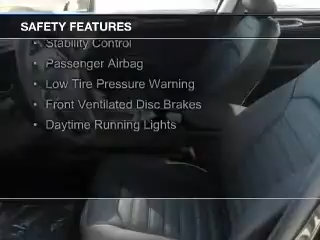 SAFETY FEATURES
• Stability Control
• Passenger Airbag
• Low Tire Pressure Warning
• Front Ventilated Disc Brakes
• Daytime Running Lights